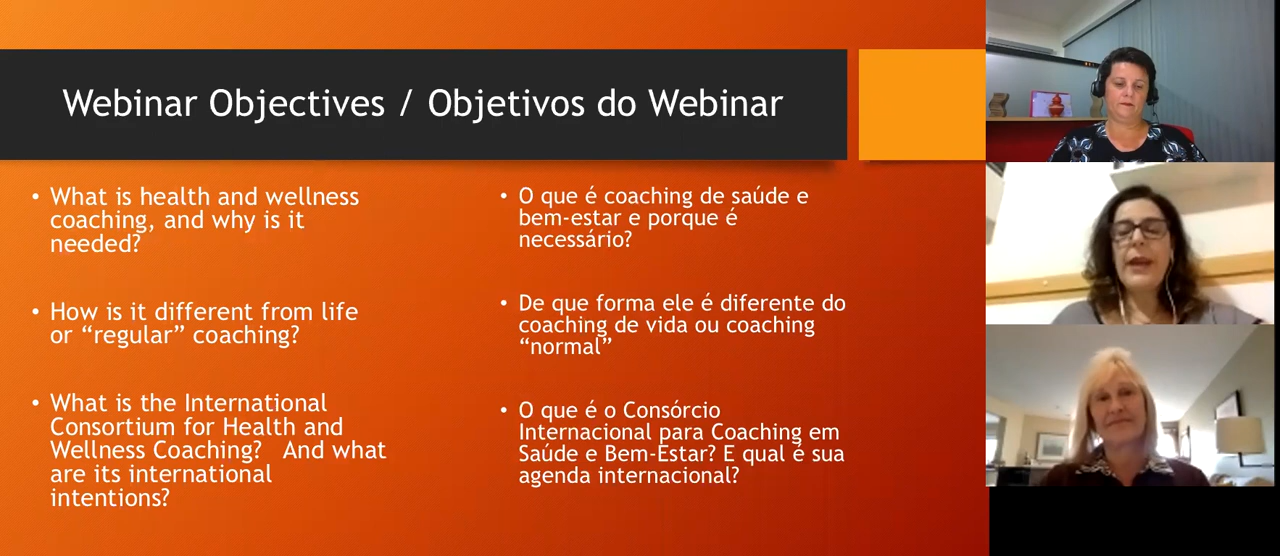 Webinar Objectives / Objetivos do Webinar
• What is health and wellness
coaching, and why is it
needed?
• How is it different from life
or “regular” coaching?
• What is the International
Consortium for Health and
Wellness Coaching? And what
are its international
intentions?
• O que é coaching de saúde e
bem-estar e porque é
necessário?
• De que forma ele é diferente do
coaching de vida ou coaching
“normal”
• O que é o Consórcio
Internacional para Coaching em
Saúde e Bem-Estar? E qual é sua
agenda internacional?